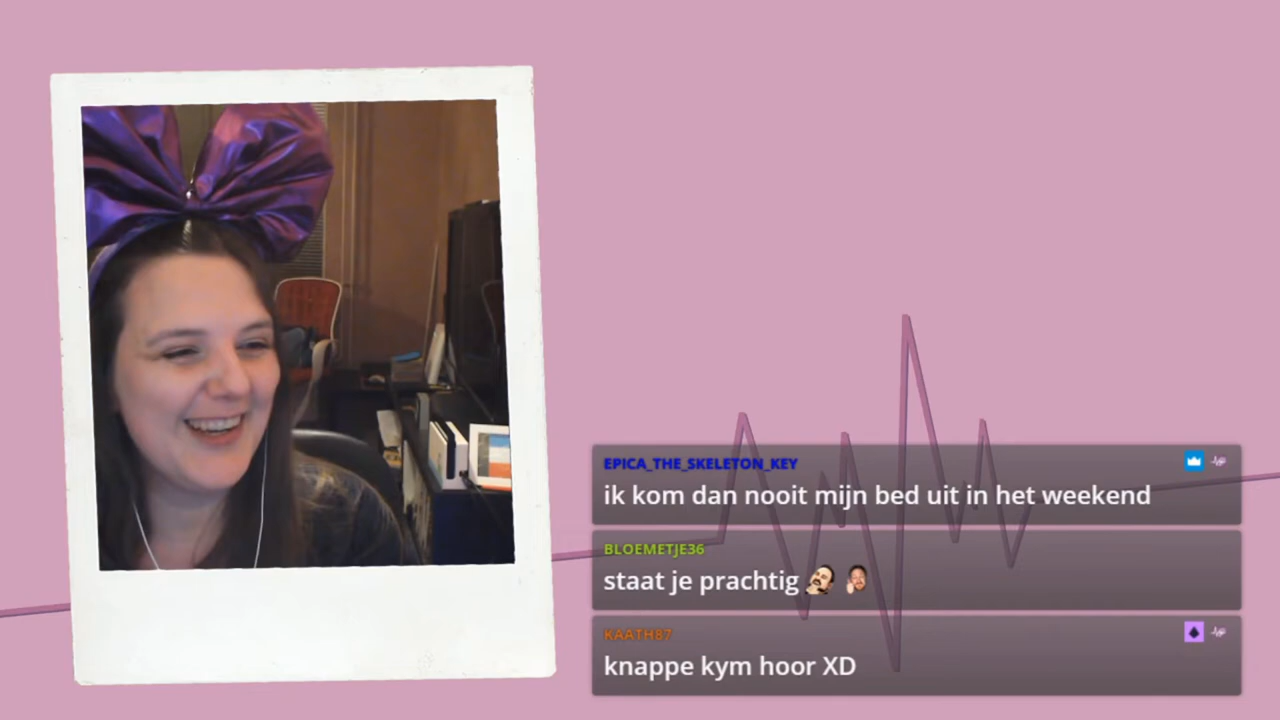 EPICA_THE_SKELETON_KEY
ik kom dan nooit mijn bed uit in het weekend
BLOEMETJE36
staat je prachtig
KAATH87
knappe kym hoor XD